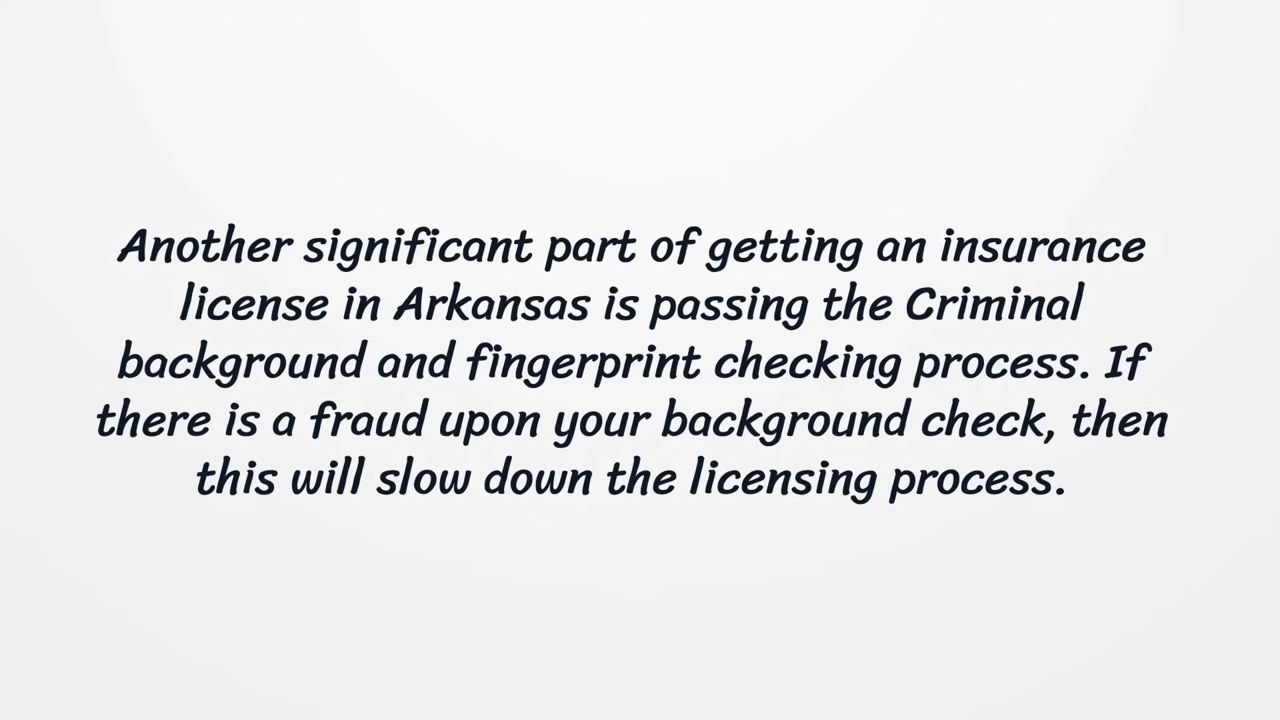 Another significant part of getting an insurance
license in Arkansas is passing the Criminal
background and fingerprint checking process. If
there is a fraud upon your background check, then
this will slow down the licensing process.